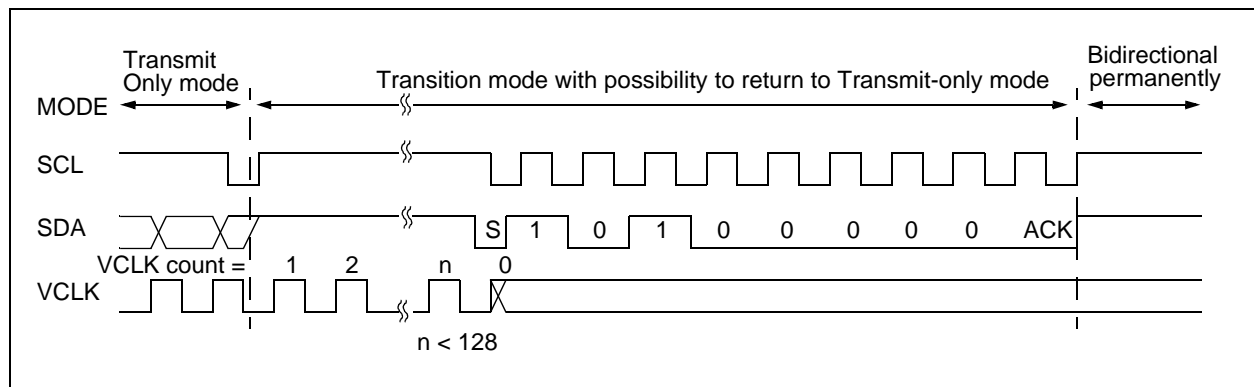 Transmit
Only mode
Transition mode with possibility to return to Transmit-only mode
Bidirectional
permanently
MODE
SCL
SDA
S 1 0 1 0 0 0 0 0 ACK
VCLK count = 1 2 n 0
VCLK
n < 128